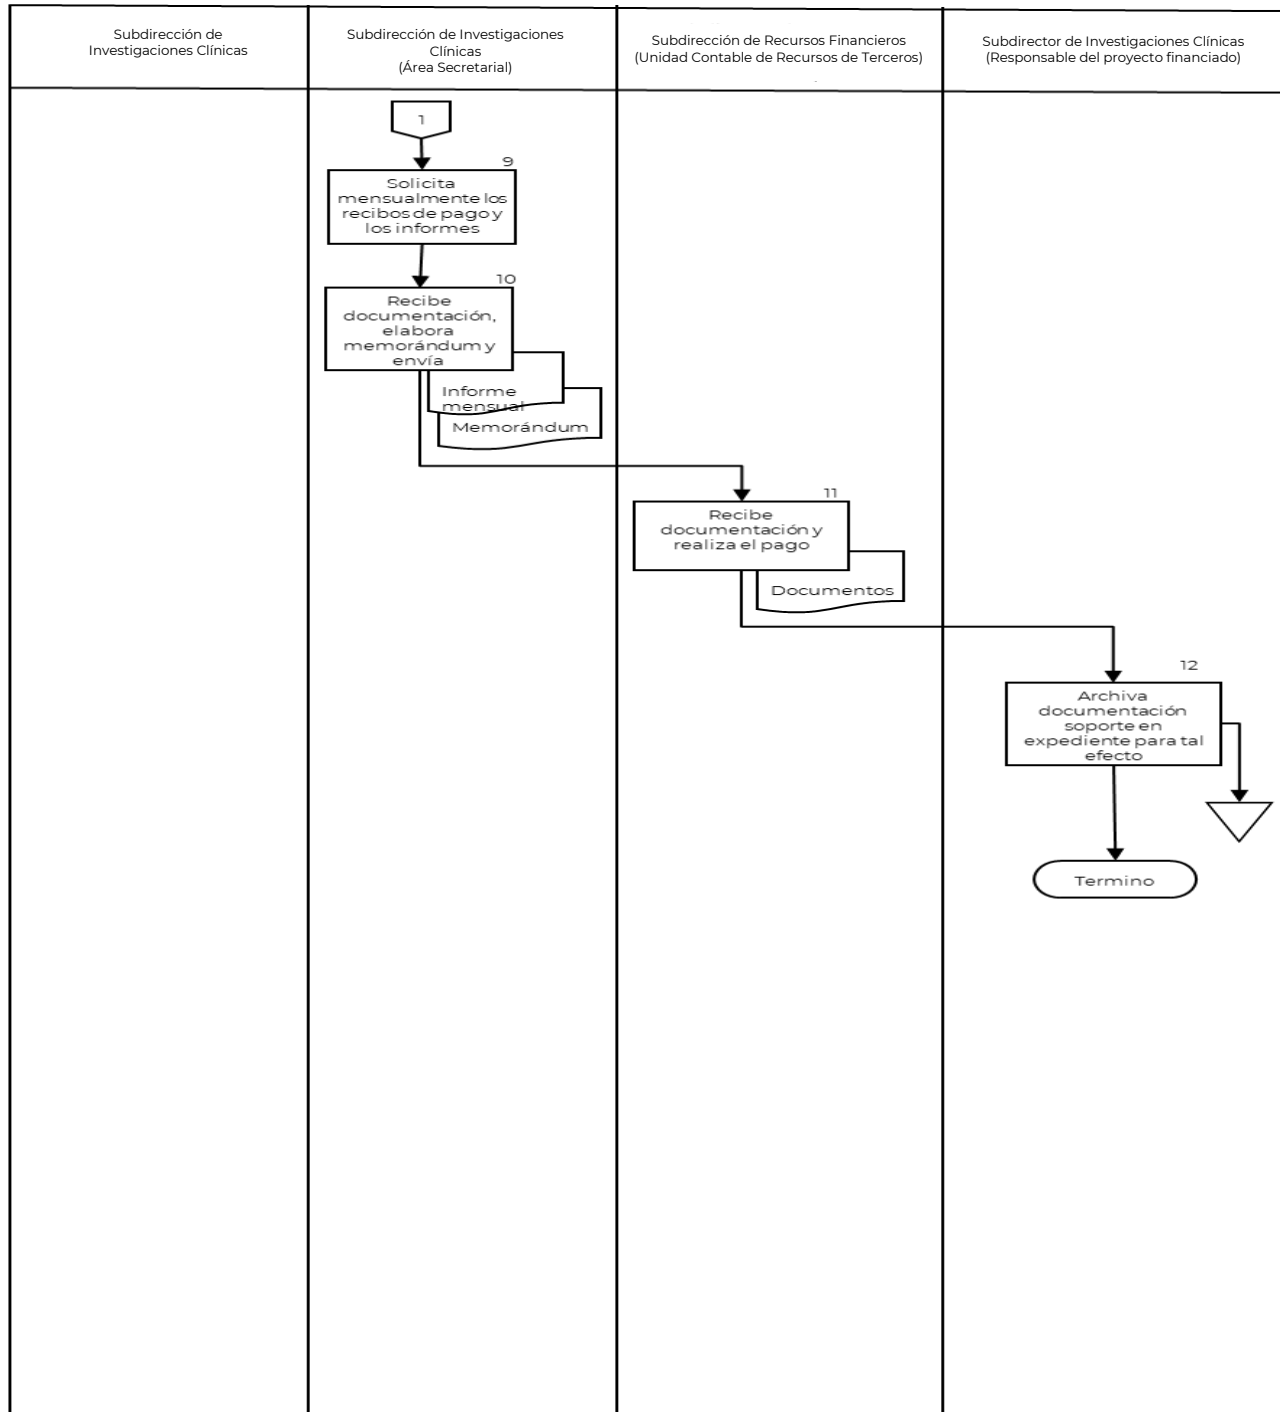 Subdirección de
Investigaciones Clínicas
Subdirección de Investigaciones
Clínicas
(Área Secretarial)
Subdirección de Recursos Financieros
(Unidad Contable de Recursos de Terceros)
Subdirector de Investigaciones Clínicas
(Responsable del proyecto financiado)
1
9
Solicita
mensualmente los
recibos de pago y
los informes
10
Recibe
documentación,
elabora
memorándum y
envía
Informe
mensual
Memorándum
11
Recibe
documentación y
realiza el pago
Documentos
12
Archiva
documentación
soporte en
expediente para tal
efecto
Termino